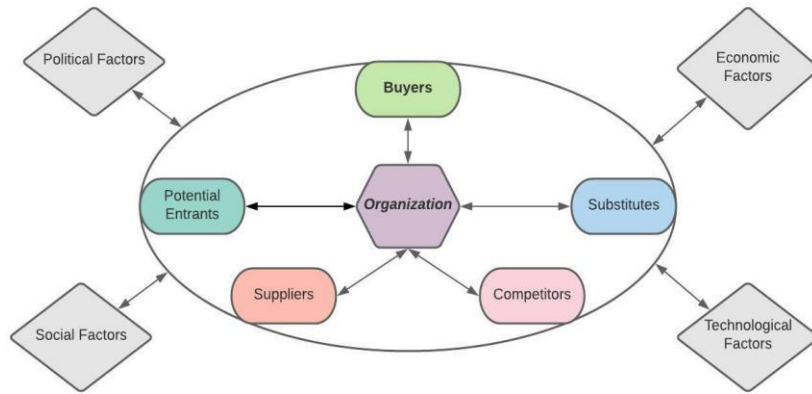 Political Factors
Economic
Factors
Buyers
Potential
Entrants
Organization
Substitutes
Suppliers
Competitors
Social Factors
Technological
Factors